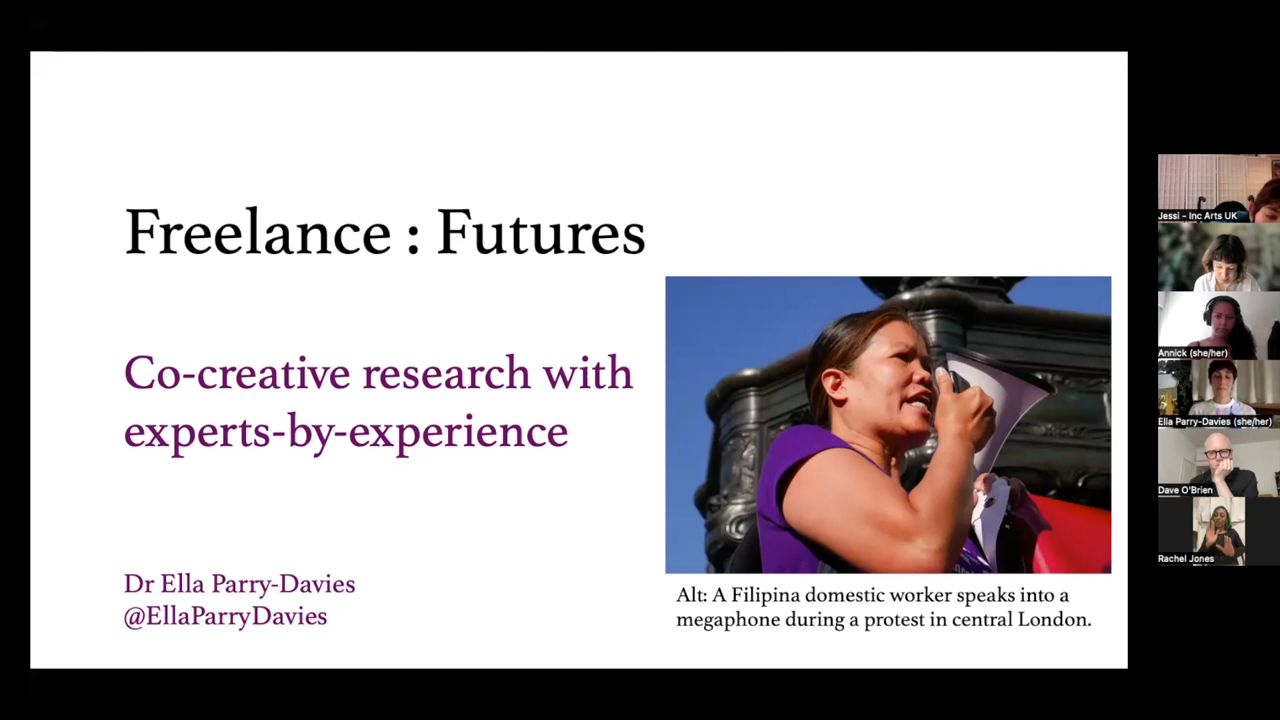 Freelance : Futures
Co-creative research with
experts-by-experience
Dr Ella Parry-Davies
@EllaParryDavies
Alt: A Filipina domestic worker speaks into a
megaphone during a protest in central London.
Jessi - Inc Arts UK
Annick (she/her)
Ella Parry-Davies (she/her)
Dave O'Brien
Rachel Jones